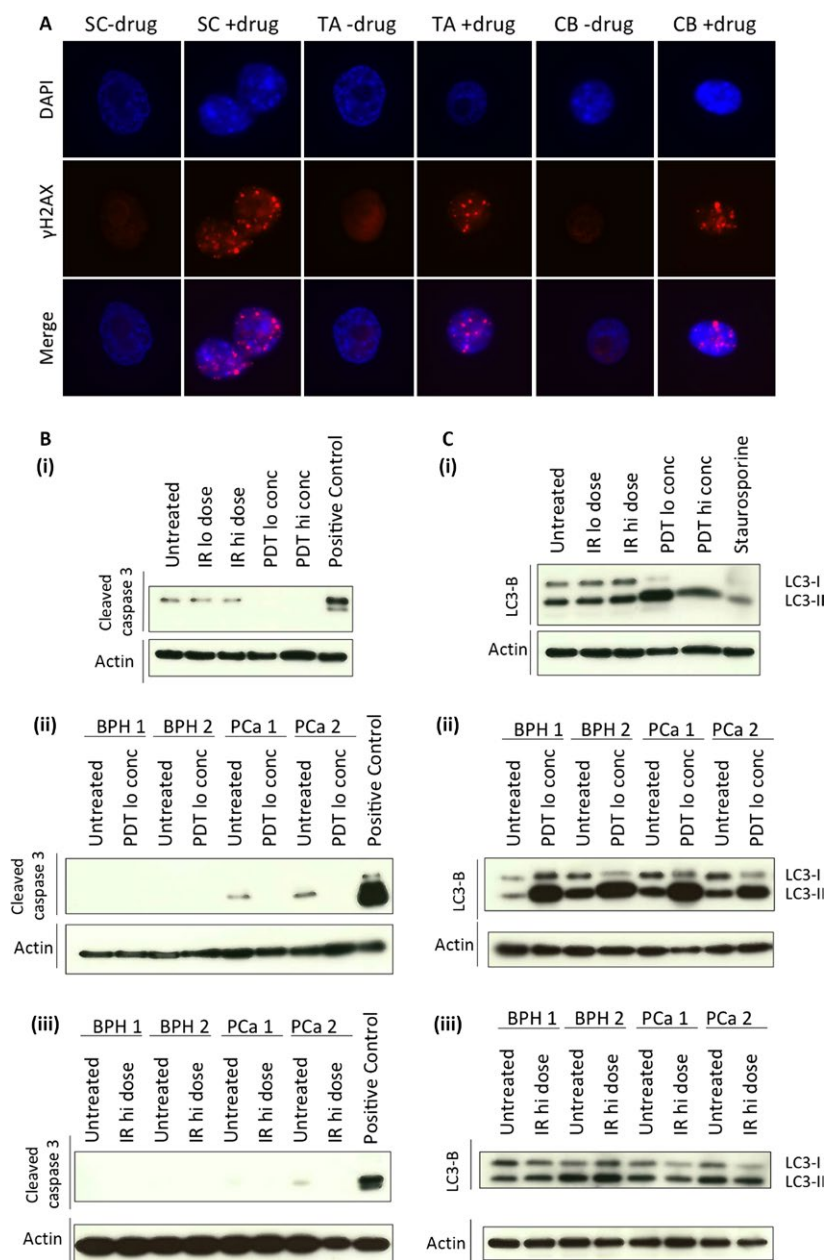 A
SC-drug SC +drug TA -drug TA +drug CB -drug CB +drug
DAPI
γH2AX
Merge
B
(i)
Untreated
IR lo dose
IR hi dose
PDT lo conc
PDT hi conc
Positive Control
Cleaved
caspase 3
Actin
C
(i)
Untreated
IR lo dose
IR hi dose
PDT lo conc
PDT hi conc
Staurosporine
LC3-B
LC3-I
LC3-II
Actin
(ii)
BPH 1 BPH 2 PCa 1 PCa 2
Untreated
PDT lo conc
Untreated
PDT lo conc
Untreated
PDT lo conc
Untreated
PDT lo conc
Positive Control
Cleaved
caspase 3
Actin
(ii)
BPH 1 BPH 2 PCa 1 PCa 2
Untreated
PDT lo conc
Untreated
PDT lo conc
Untreated
PDT lo conc
Untreated
PDT lo conc
LC3-B
LC3-I
LC3-II
Actin
(iii)
BPH 1 BPH 2 PCa 1 PCa 2
Untreated
IR hi dose
Untreated
IR hi dose
Untreated
IR hi dose
Untreated
IR hi dose
Positive Control
Cleaved
caspase 3
Actin
(iii)
BPH 1 BPH 2 PCa 1 PCa 2
Untreated
IR hi dose
Untreated
IR hi dose
Untreated
IR hi dose
Untreated
IR hi dose
LC3-B
LC3-I
LC3-II
Actin